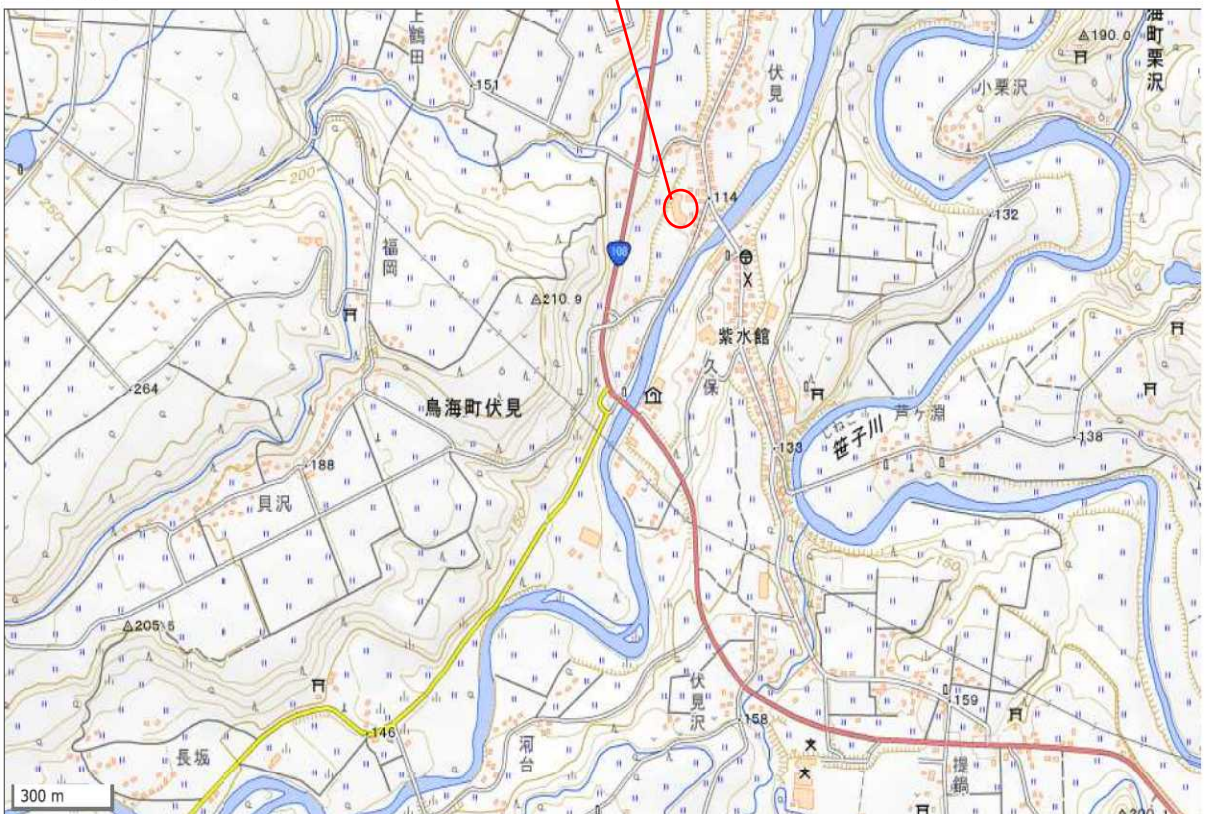 上鶴田
151
伏見
△190.0
海町栗沢
小栗沢
200
250
114
132
福岡
108
△210.9
紫水館
久保
264
鳥海町伏見
芦ヶ淵
笹子川
133
138
188
貝沢
150
150
△205.5
伏見沢
159
158
146
長坂
河台
提鍋
300 m